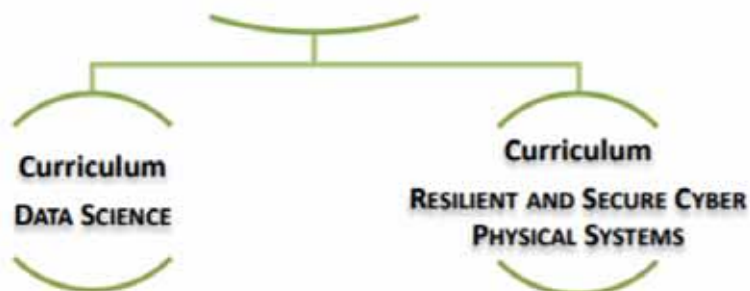 Curriculum
DATA SCIENCE
Curriculum
RESILIENT AND SECURE CYBER
PHYSICAL SYSTEMS